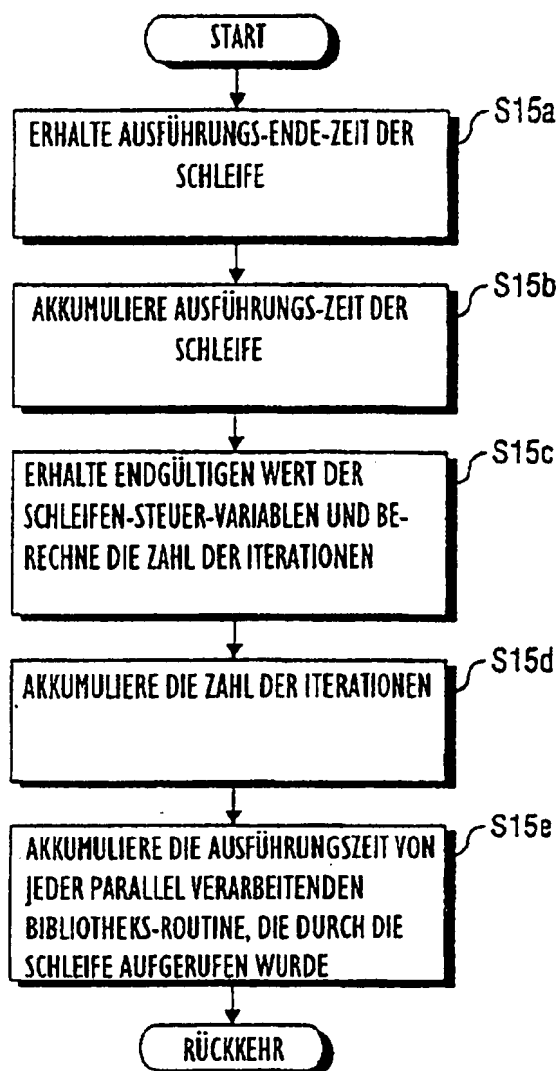 START
S15a
ERHALTE AUSFÜHRUNGS-ENDE-ZEIT DER
SCHLEIFE
S15b
AKKUMULIERE AUSFÜHRUNGS-ZEIT DER
SCHLEIFE
S15c
ERHALTE ENDGÜLTIGEN WERT DER
SCHLEIFEN-STEUER-VARIABLEN UND BE-
RECHNE DIE ZAHL DER ITERATIONEN
S15d
AKKUMULIERE DIE ZAHL DER ITERATIONEN
S15e
AKKUMULIERE DIE AUSFÜHRUNGSZEIT VON
JEDER PARALLEL VERARBEITENDEN
BIBLIOTHEKS-ROUTINE, DIE DURCH DIE
SCHLEIFE AUFGERUFEN WURDE
RÜCKKEHR